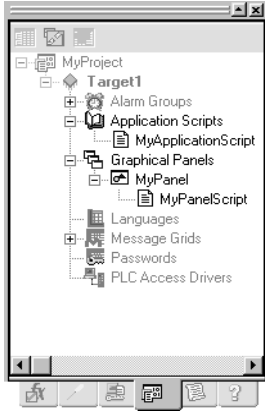 MyProject
Target1
Alarm Groups
Application Scripts
MyApplicationScript
Graphical Panels
MyPanel
MyPanelScript
Languages
Message Grids
Passwords
PLC Access Drivers